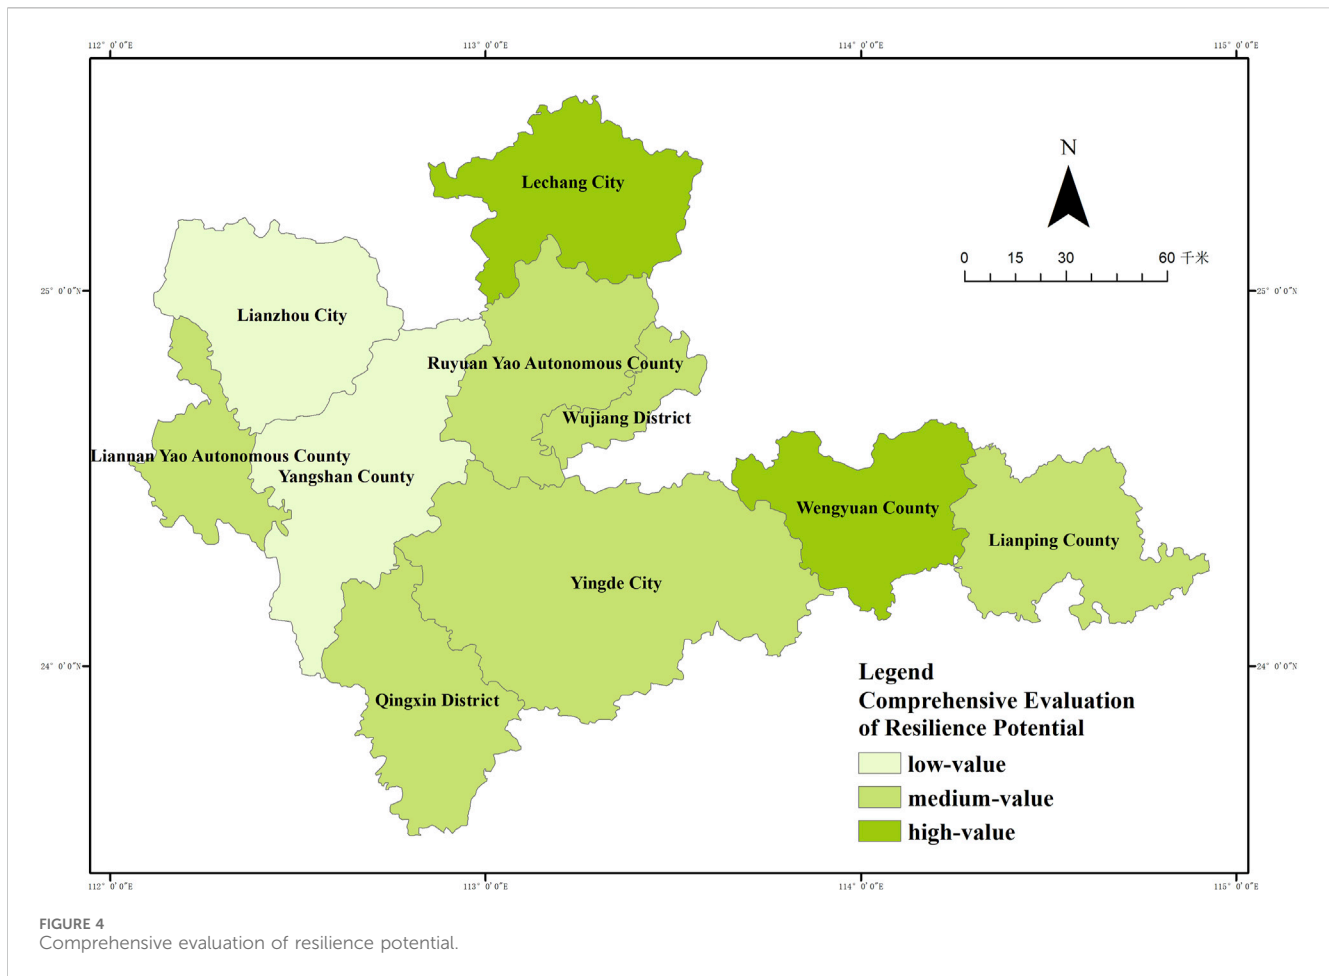 112° 0′0″E
113° 0′0″E
114° 0′0″E
115° 0′0″E
N
Lechang City
0 15 30 60 千米
25° 0′0″N
25° 0′0″N
Lianzhou City
Ruyuan Yao Autonomous County
Wujiang District
Liannan Yao Autonomous County
Yangshan County
Wengyuan County
Lianping County
Yingde City
24° 0′0″N
24° 0′0″N
Qingxin District
Legend
Comprehensive Evaluation
of Resilience Potential
low-value
medium-value
high-value
112° 0′0″E
113° 0′0″E
114° 0′0″E
115° 0′0″E
FIGURE 4
Comprehensive evaluation of resilience potential.